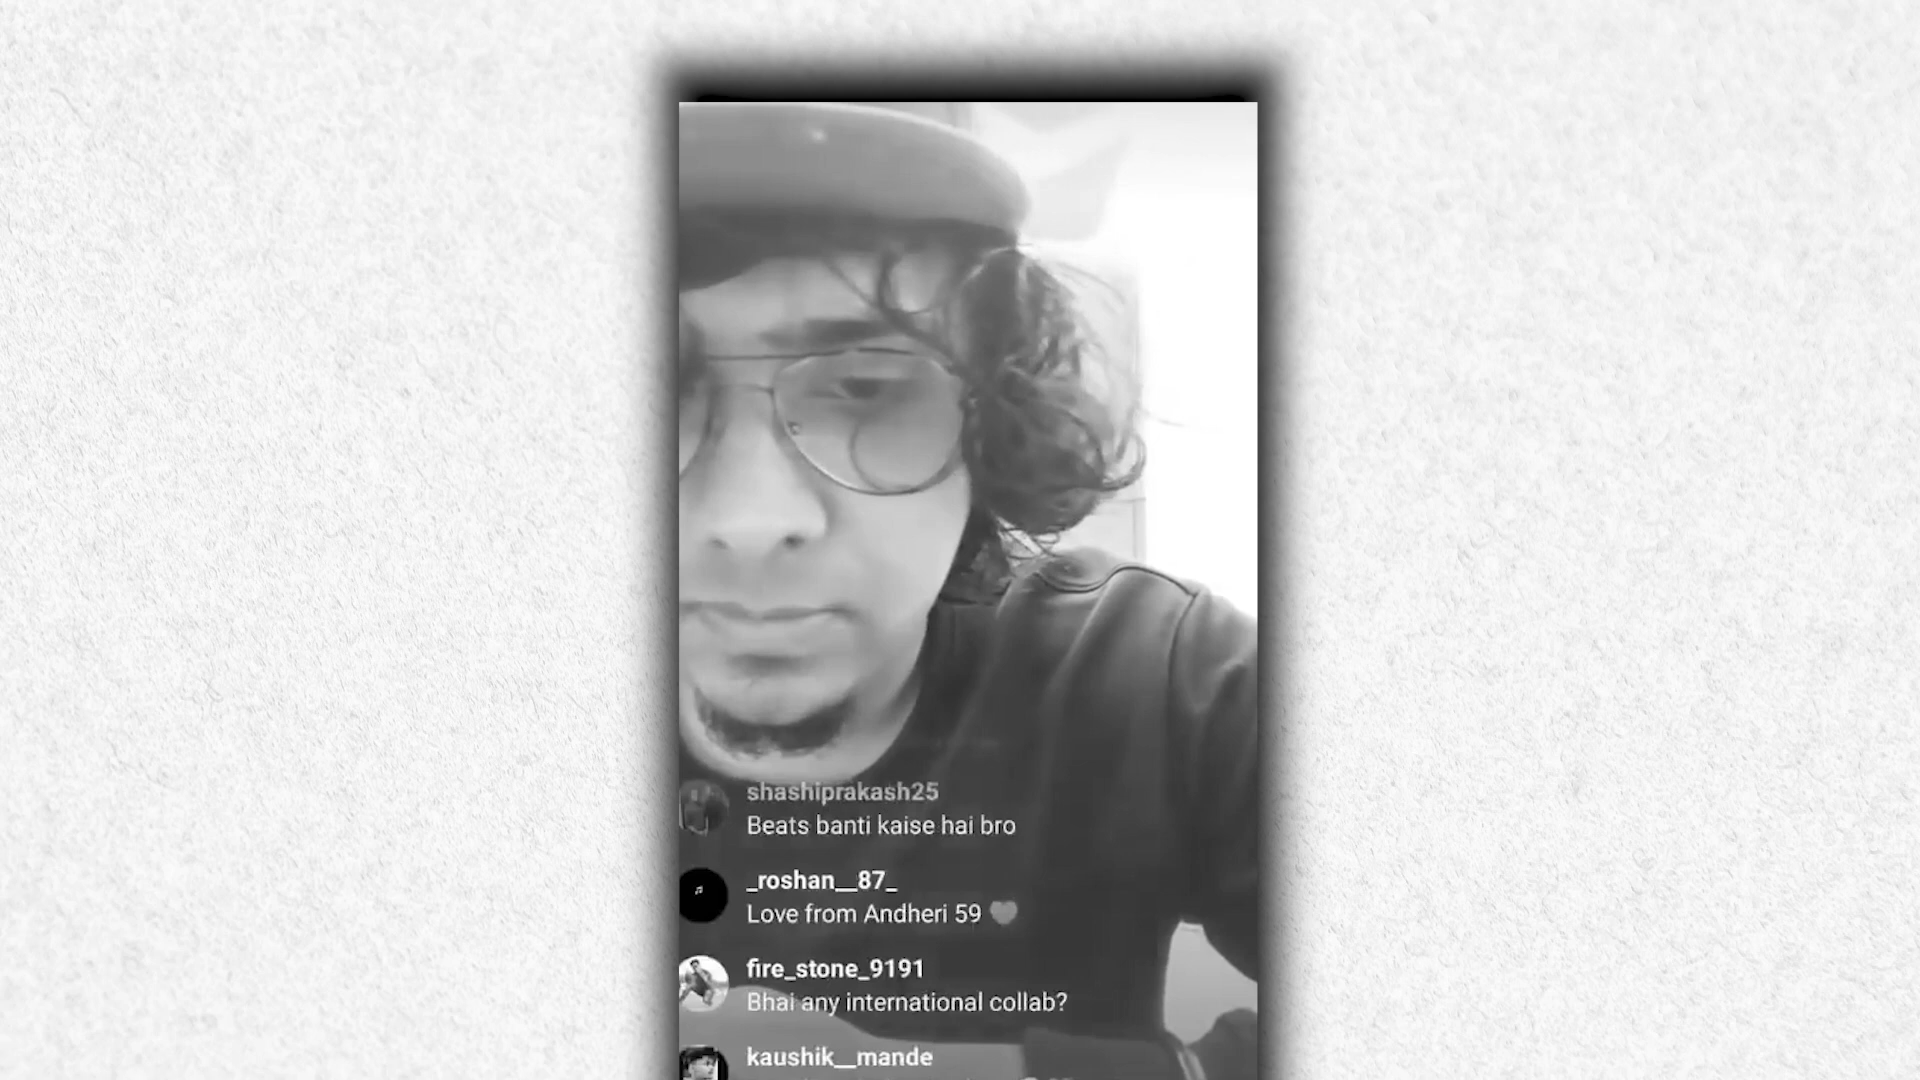 shashiprakash25
Beats banti kaise hai bro
_roshan__87_
Love from Andheri 59 🖤
fire_stone_9191
Bhai any international collab?
kaushik__mande